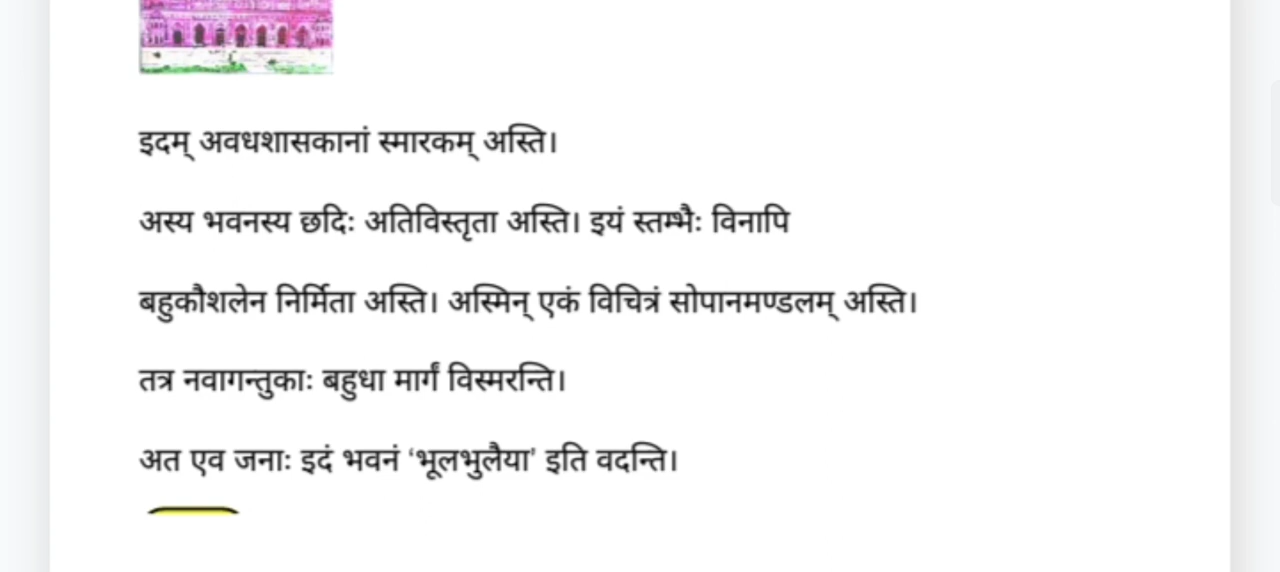 इदम् अवधशासकानां स्मारकम् अस्ति।
अस्य भवनस्य छदिः अतिविस्तृता अस्ति। इयं स्तम्भैः विनापि
बहुकौशलेन निर्मिता अस्ति। अस्मिन् एकं विचित्रं सोपानमण्डलम् अस्ति।
तत्र नवागन्तुकाः बहुधा मार्गं विस्मरन्ति।
अत एव जनाः इदं भवनं ‘भूलभुलैया’ इति वदन्ति।